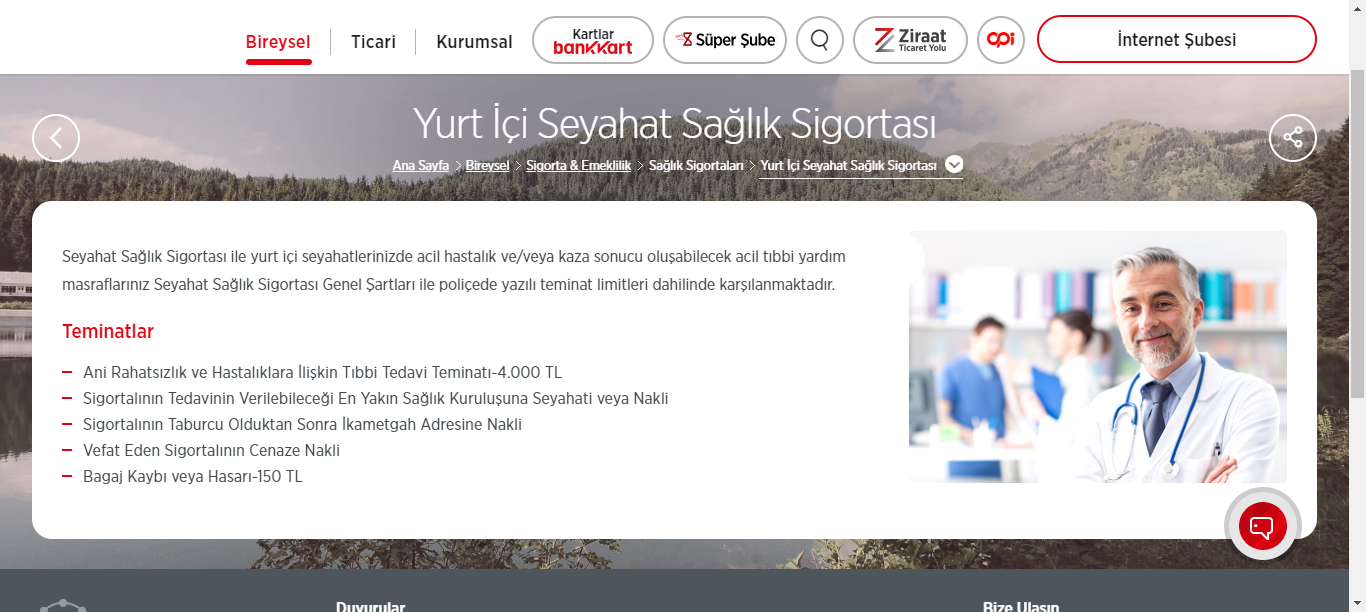 Bireysel
Ticari
Kurumsal
Kartlar
bankkart
Süper Şube
Ziraat
Ticaret Yolu
opi
İnternet Şubesi
Yurt İçi Seyahat Sağlık Sigortası
Ana Sayfa > Bireysel > Sigorta & Emeklilik > Sağlık Sigortaları > Yurt İçi Seyahat Sağlık Sigortası
Seyahat Sağlık Sigortası ile yurt içi seyahatlerinizde acil hastalık ve/veya kaza sonucu oluşabilecek acil tıbbi yardım
masraflarınız Seyahat Sağlık Sigortası Genel Şartları ile poliçede yazılı teminat limitleri dahilinde karşılanmaktadır.
Teminatlar
Ani Rahatsızlık ve Hastalıklara İlişkin Tıbbi Tedavi Teminatı-4.000 TL
Sigortalının Tedavinin Verilebileceği En Yakın Sağlık Kuruluşuna Seyahati veya Nakli
Sigortalının Taburcu Olduktan Sonra İkametgah Adresine Nakli
Vefat Eden Sigortalının Cenaze Nakli
Bagaj Kaybı veya Hasarı-150 TL
Duyurular
Bize Ulaşın